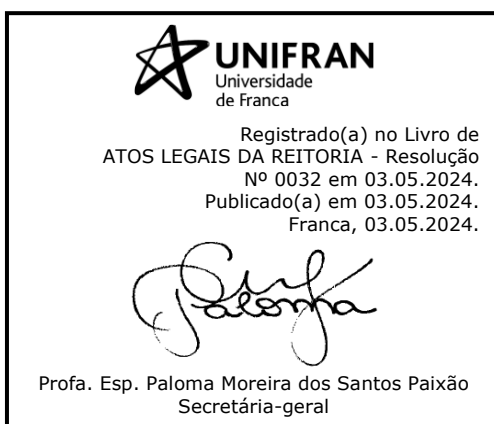 UNIFRAN
Universidade
de Franca
Registrado(a) no Livro de
ATOS LEGAIS DA REITORIA - Resolução
Nº 0032 em 03.05.2024.
Publicado(a) em 03.05.2024.
Franca, 03.05.2024.
Paloma
Profa. Esp. Paloma Moreira dos Santos Paixão
Secretária-geral